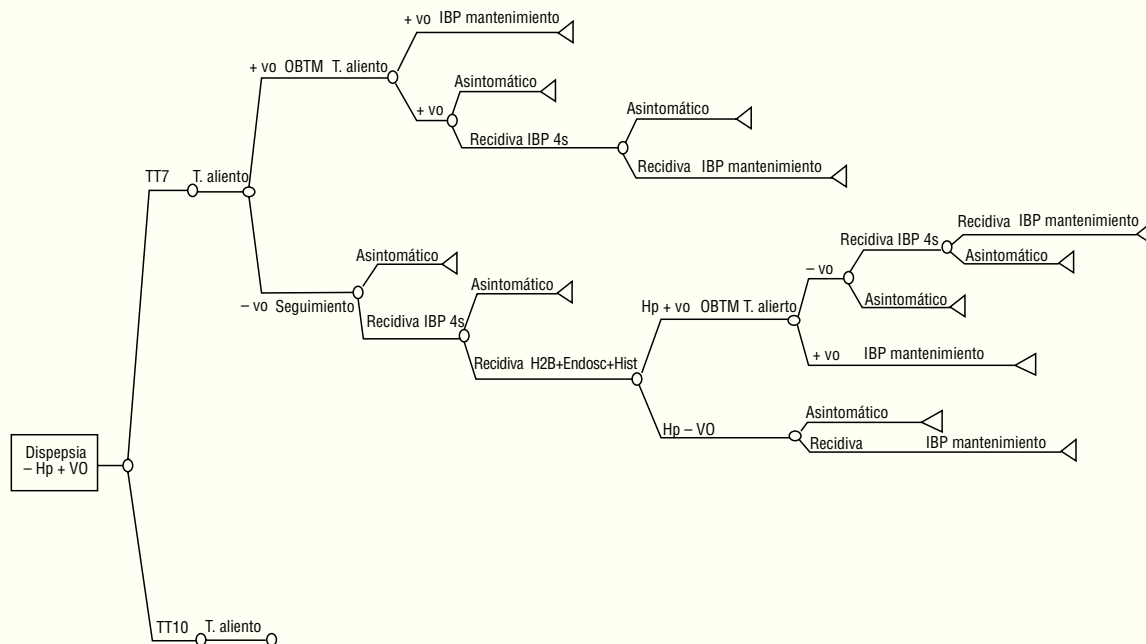 + vo IBP mantenimiento
+ vo OBTM T. aliento
Asintomático
+ vo
Recidiva IBP 4s
Asintomático
Recidiva IBP mantenimiento
TT7 T. aliento
Asintomático
– vo Seguimiento
Recidiva IBP 4s
Asintomático
Recidiva H2B+Endosc+Hist
Hp + vo OBTM T. alierto
– vo
Recidiva IBP 4s
Recidiva IBP mantenimiento
Asintomático
Asintomático
+ vo IBP mantenimiento
Hp – VO
Asintomático
Recidiva IBP mantenimiento
Dispepsia
– Hp + VO
TT10 T. aliento